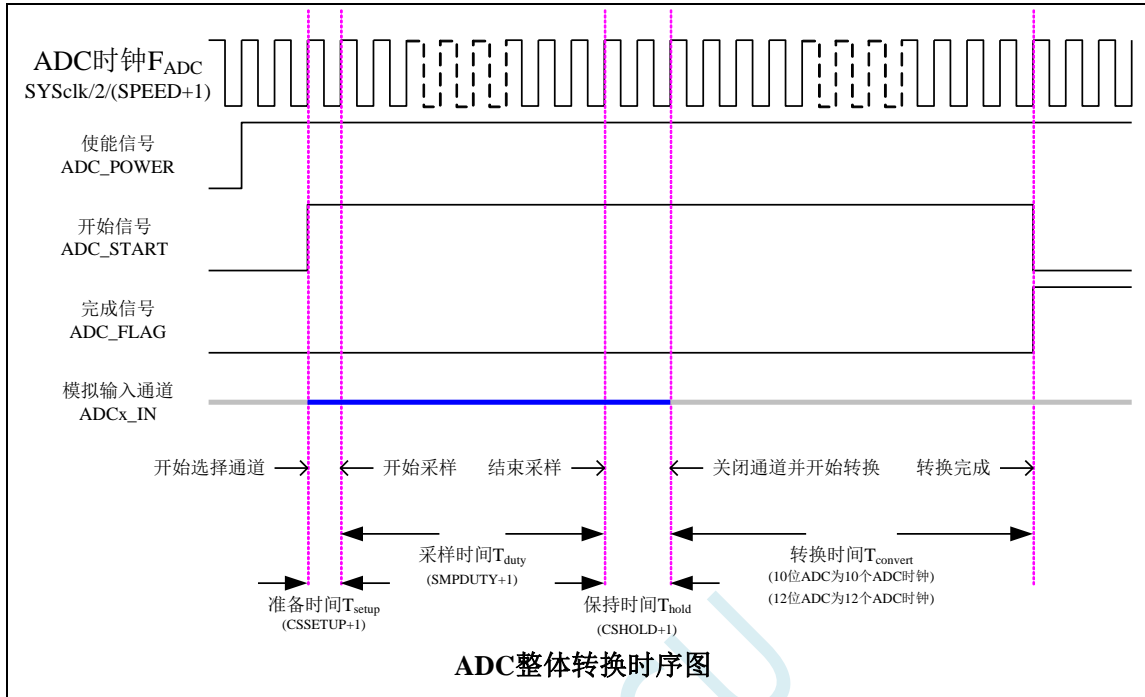 ADC时钟FADC
SYSclk/2/(SPEED+1)
使能信号
ADC_POWER
开始信号
ADC_START
完成信号
ADC_FLAG
模拟输入通道
ADCx_IN
开始选择通道
开始采样
结束采样
关闭通道并开始转换
转换完成
采样时间Tduty
(SMPDUTY+1)
转换时间Tconvert
(10位ADC为10个ADC时钟)
(12位ADC为12个ADC时钟)
准备时间Tsetup
(CSSETUP+1)
保持时间Thold
(CSHOLD+1)
ADC整体转换时序图